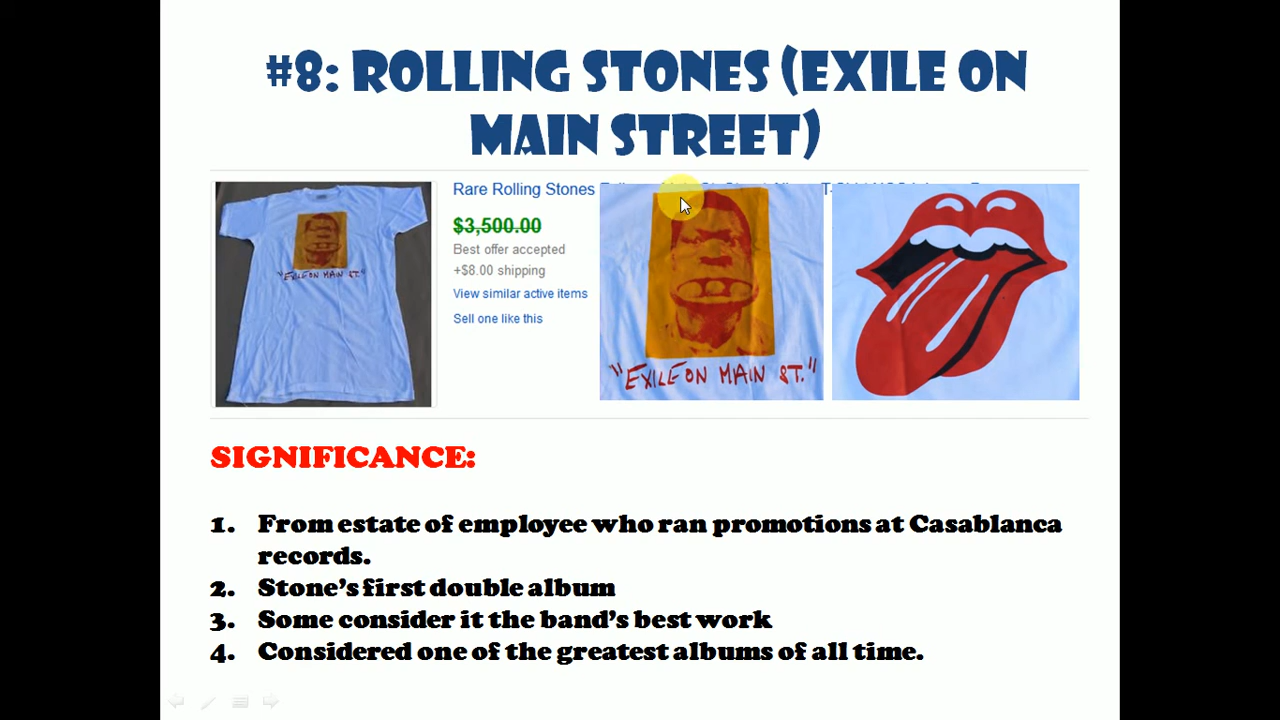 #8: ROLLING STONES (EXILE ON
MAIN STREET)
Rare Rolling Stones
$3,500.00
Best offer accepted
+$8.00 shipping
View similar active items
Sell one like this
"EXILE ON MAIN ST."
"EXILE ON MAIN ST."
SIGNIFICANCE:
1. From estate of employee who ran promotions at Casablanca
records.
2. Stone's first double album
3. Some consider it the band's best work
4. Considered one of the greatest albums of all time.